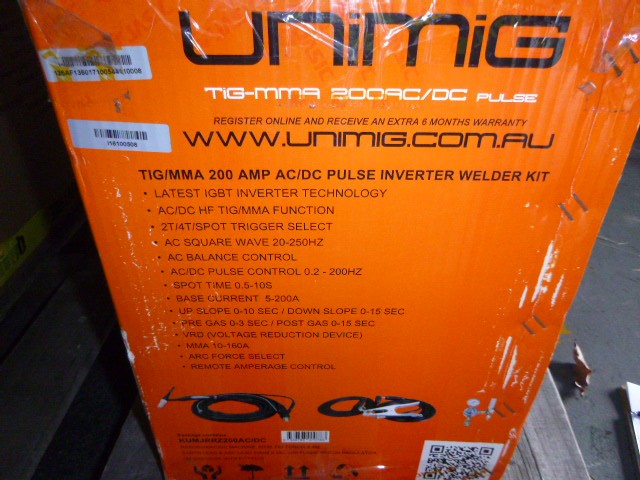 UNIMIG
TIG-MMA 200AC/DC PULSE
REGISTER ONLINE AND RECEIVE AN EXTRA 6 MONTHS WARRANTY
WWW.UNIMIG.COM.AU
TIG/MMA 200 AMP AC/DC PULSE INVERTER WELDER KIT
• LATEST IGBT INVERTER TECHNOLOGY
• AC/DC HF TIG/MMA FUNCTION
• 2T/4T/SPOT TRIGGER SELECT
• AC SQUARE WAVE 20-250HZ
• AC BALANCE CONTROL
• AC/DC PULSE CONTROL 0.2 - 200HZ
• SPOT TIME 0.5-10S
• BASE CURRENT 5-200A
• UP SLOPE 0-10 SEC / DOWN SLOPE 0-15 SEC
• PRE GAS 0-3 SEC / POST GAS 0-15 SEC
• VRD (VOLTAGE REDUCTION DEVICE)
• MMA 10-160A
• ARC FORCE SELECT
• REMOTE AMPERAGE CONTROL